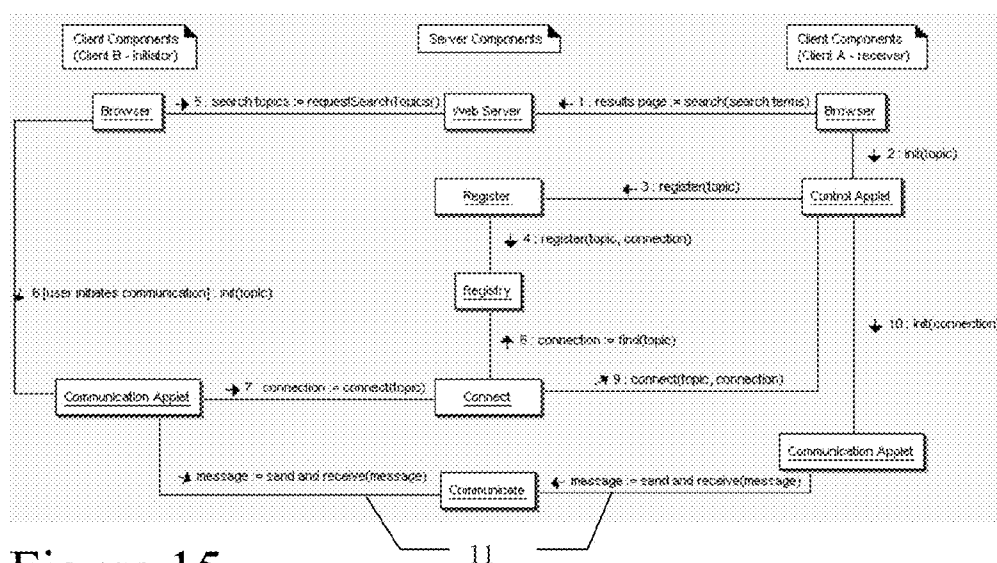 Client Components
(Client B - initiator)
Server Components
Client Components
(Client A - receiver)
Browser
5 : search topics := requestSearchTopics()
Web Server
1 : results page := search(search terms)
Browser
2 : init(topic)
Register
3 : register(topic)
Control Applet
4 : register(topic, connection)
Registry
6 [user initiates communication] : init(topic)
8 : connection := find(topic)
10 : init(connection)
Communication Applet
7 : connection := connect(topic)
Connect
9 : connect(topic, connection)
Communication Applet
message := send and receive(message)
Communicate
message := send and receive(message)
11
Figure 15